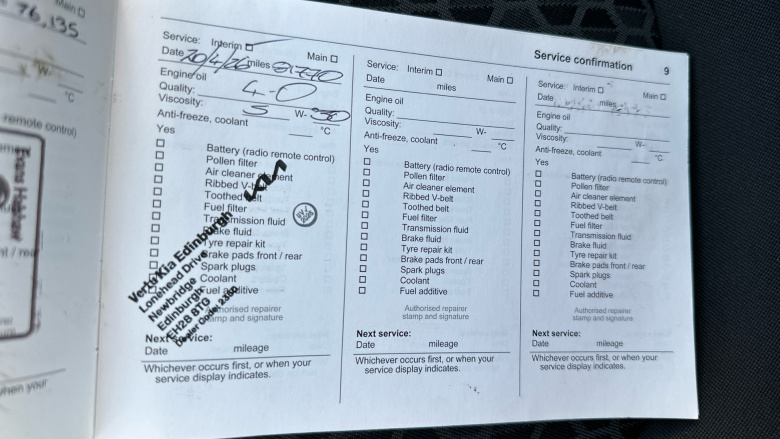 Main
76,135
W-
°C
remote control)
when your
Service confirmation 9
Service: Interim Main
Date 20/4/26 miles
Engine oil
Quality: 4-0
Viscosity: 5 W- 30
Anti-freeze, coolant °C
Yes
Battery (radio remote control)
Pollen filter
Air cleaner element
Ribbed V-belt
Toothed belt
Fuel filter
Transmission fluid
Brake fluid
Tyre repair kit
Brake pads front / rear
Spark plugs
Coolant
Fuel additive
Authorised repairer
stamp and signature
Vertu Kia Edinburgh
Lonehead Drive
Newbridge
Edinburgh
EH28 8TG
Next service:
Date mileage
Whichever occurs first, or when your
service display indicates.
Service: Interim Main
Date miles
Engine oil
Quality:
Viscosity: W-
Anti-freeze, coolant °C
Yes
Battery (radio remote control)
Pollen filter
Air cleaner element
Ribbed V-belt
Toothed belt
Fuel filter
Transmission fluid
Brake fluid
Tyre repair kit
Brake pads front / rear
Spark plugs
Coolant
Fuel additive
Authorised repairer
stamp and signature
Next service:
Date mileage
Whichever occurs first, or when your
service display indicates.
Service: Interim Main
Date miles
Engine oil
Quality:
Viscosity: W-
Anti-freeze, coolant °C
Yes
Battery (radio remote control)
Pollen filter
Air cleaner element
Ribbed V-belt
Toothed belt
Fuel filter
Transmission fluid
Brake fluid
Tyre repair kit
Brake pads front / rear
Spark plugs
Coolant
Fuel additive
Authorised repairer
stamp and signature
Next service:
Date mileage
Whichever occurs first, or when your
service display indicates.